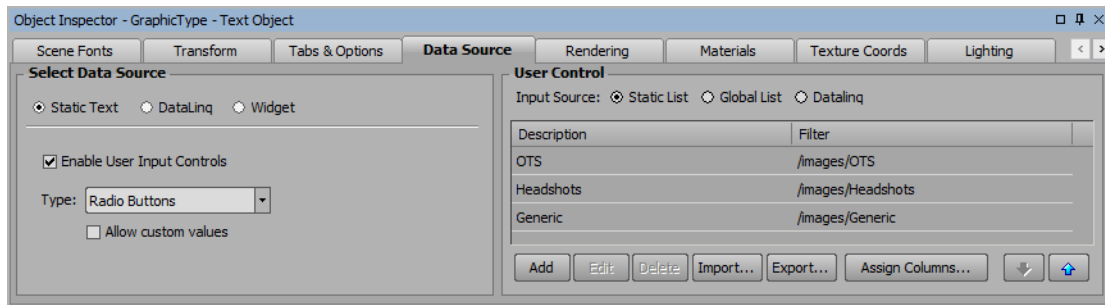 Object Inspector - GraphicType - Text Object
Scene Fonts Transform Tabs & Options Data Source Rendering Materials Texture Coords Lighting
Select Data Source
Static Text DataLinq Widget
Enable User Input Controls
Type: Radio Buttons
Allow custom values
User Control
Input Source: Static List Global List Datalinq
Description Filter
OTS /images/OTS
Headshots /images/Headshots
Generic /images/Generic
Add Edit Delete Import... Export... Assign Columns...